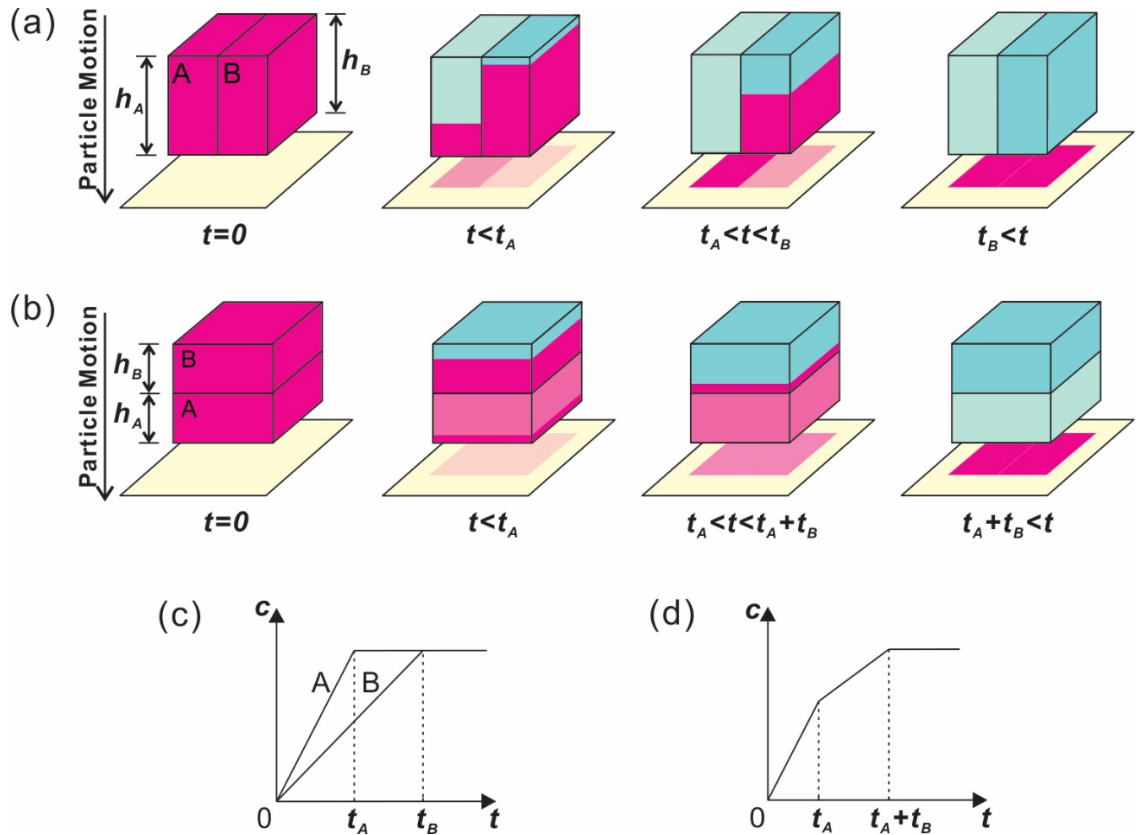 (a)
Particle Motion
h_A
A
B
h_B
t=0
t<t_A
t_A<t<t_B
t_B<t
(b)
Particle Motion
h_B
h_A
B
A
t=0
t<t_A
t_A<t<t_A+t_B
t_A+t_B<t
(c)
c
A
B
0
t_A
t_B
t
(d)
c
0
t_A
t_A+t_B
t